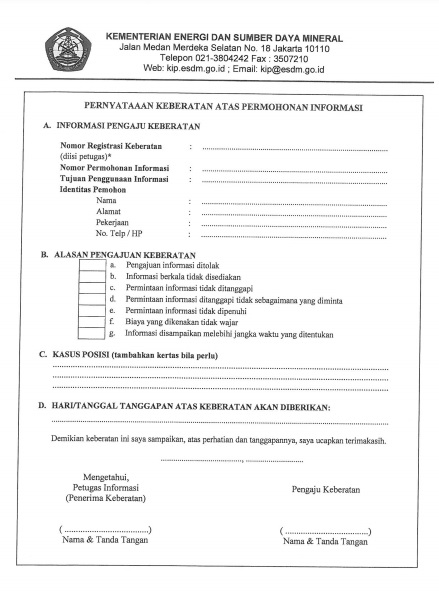 KEMENTERIAN ENERGI DAN SUMBER DAYA MINERAL
Jalan Medan Merdeka Selatan No. 18 Jakarta 10110
Telepon 021-3804242 Fax : 3507210
Web: kip.esdm.go.id ; Email: kip@esdm.go.id
PERNYATAAAN KEBERATAN ATAS PERMOHONAN INFORMASI
A. INFORMASI PENGAJU KEBERATAN
Nomor Registrasi Keberatan : ........................................
(diisi petugas)*
Nomor Permohonan Informasi : ........................................
Tujuan Penggunaan Informasi : ........................................
Identitas Pemohon
Nama : ........................................
Alamat : ........................................
Pekerjaan : ........................................
No. Telp / HP : ........................................
B. ALASAN PENGAJUAN KEBERATAN
a. Pengajuan informasi ditolak
b. Informasi berkala tidak disediakan
c. Permintaan informasi tidak ditanggapi
d. Permintaan informasi ditanggapi tidak sebagaimana yang diminta
e. Permintaan informasi tidak dipenuhi
f. Biaya yang dikenakan tidak wajar
g. Informasi disampaikan melebihi jangka waktu yang ditentukan
C. KASUS POSISI (tambahkan kertas bila perlu)
........................................
........................................
........................................
D. HARI/TANGGAL TANGGAPAN ATAS KEBERATAN AKAN DIBERIKAN:
........................................
Demikian keberatan ini saya sampaikan, atas perhatian dan tanggapannya, saya ucapkan terimakasih.
............................, ..................
Mengetahui,
Petugas Informasi
(Penerima Keberatan)
Pengaju Keberatan
(............................)
(............................)
Nama & Tanda Tangan
Nama & Tanda Tangan